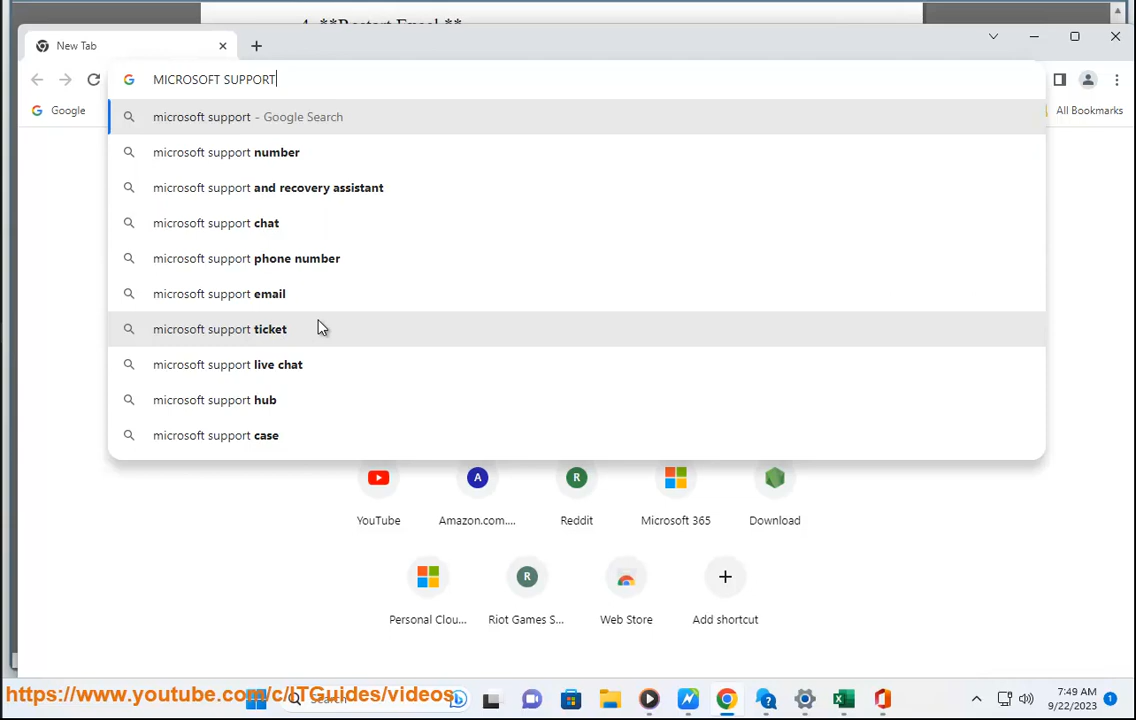 4. **Restart Excel.**
New Tab
MICROSOFT SUPPORT
Google
All Bookmarks
microsoft support - Google Search
microsoft support number
microsoft support and recovery assistant
microsoft support chat
microsoft support phone number
microsoft support email
microsoft support ticket
microsoft support live chat
microsoft support hub
microsoft support case
A
R
YouTube
Amazon.com....
Reddit
Microsoft 365
Download
R
Personal Clou...
Riot Games S...
Web Store
Add shortcut
https://www.youtube.com/c/ITGuides/videos
Search
7:49 AM
9/22/2023
1